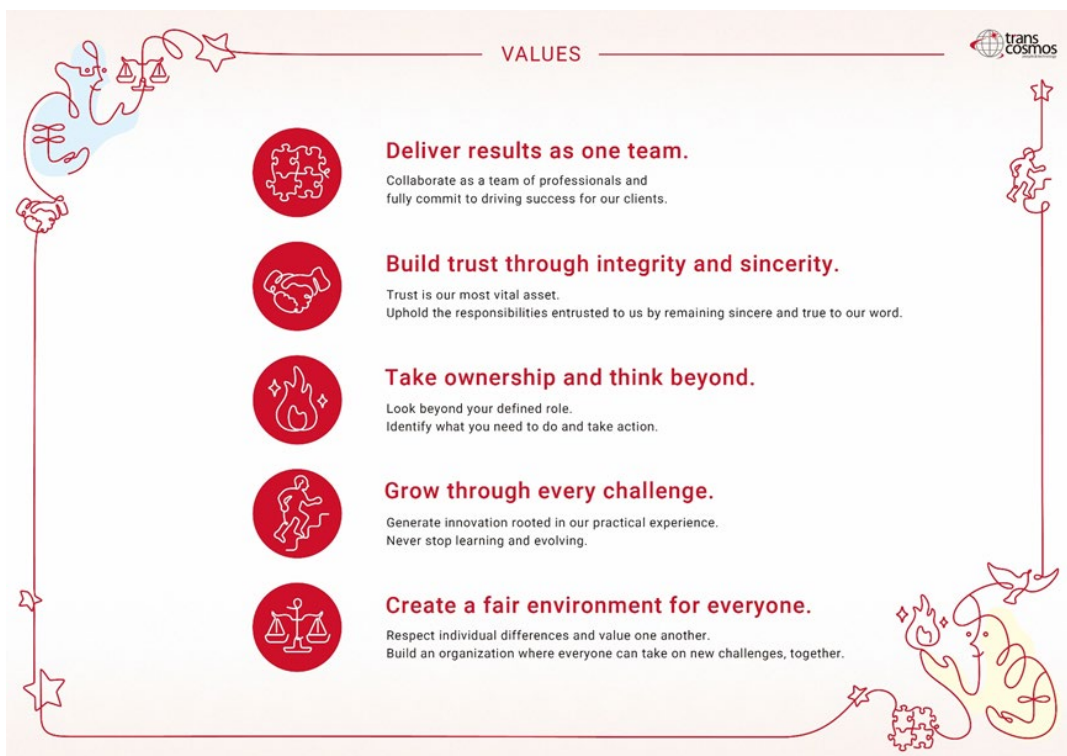 VALUES
trans
cosmos
Deliver results as one team.
Collaborate as a team of professionals and
fully commit to driving success for our clients.
Build trust through integrity and sincerity.
Trust is our most vital asset.
Uphold the responsibilities entrusted to us by remaining sincere and true to our word.
Take ownership and think beyond.
Look beyond your defined role.
Identify what you need to do and take action.
Grow through every challenge.
Generate innovation rooted in our practical experience.
Never stop learning and evolving.
Create a fair environment for everyone.
Respect individual differences and value one another.
Build an organization where everyone can take on new challenges, together.